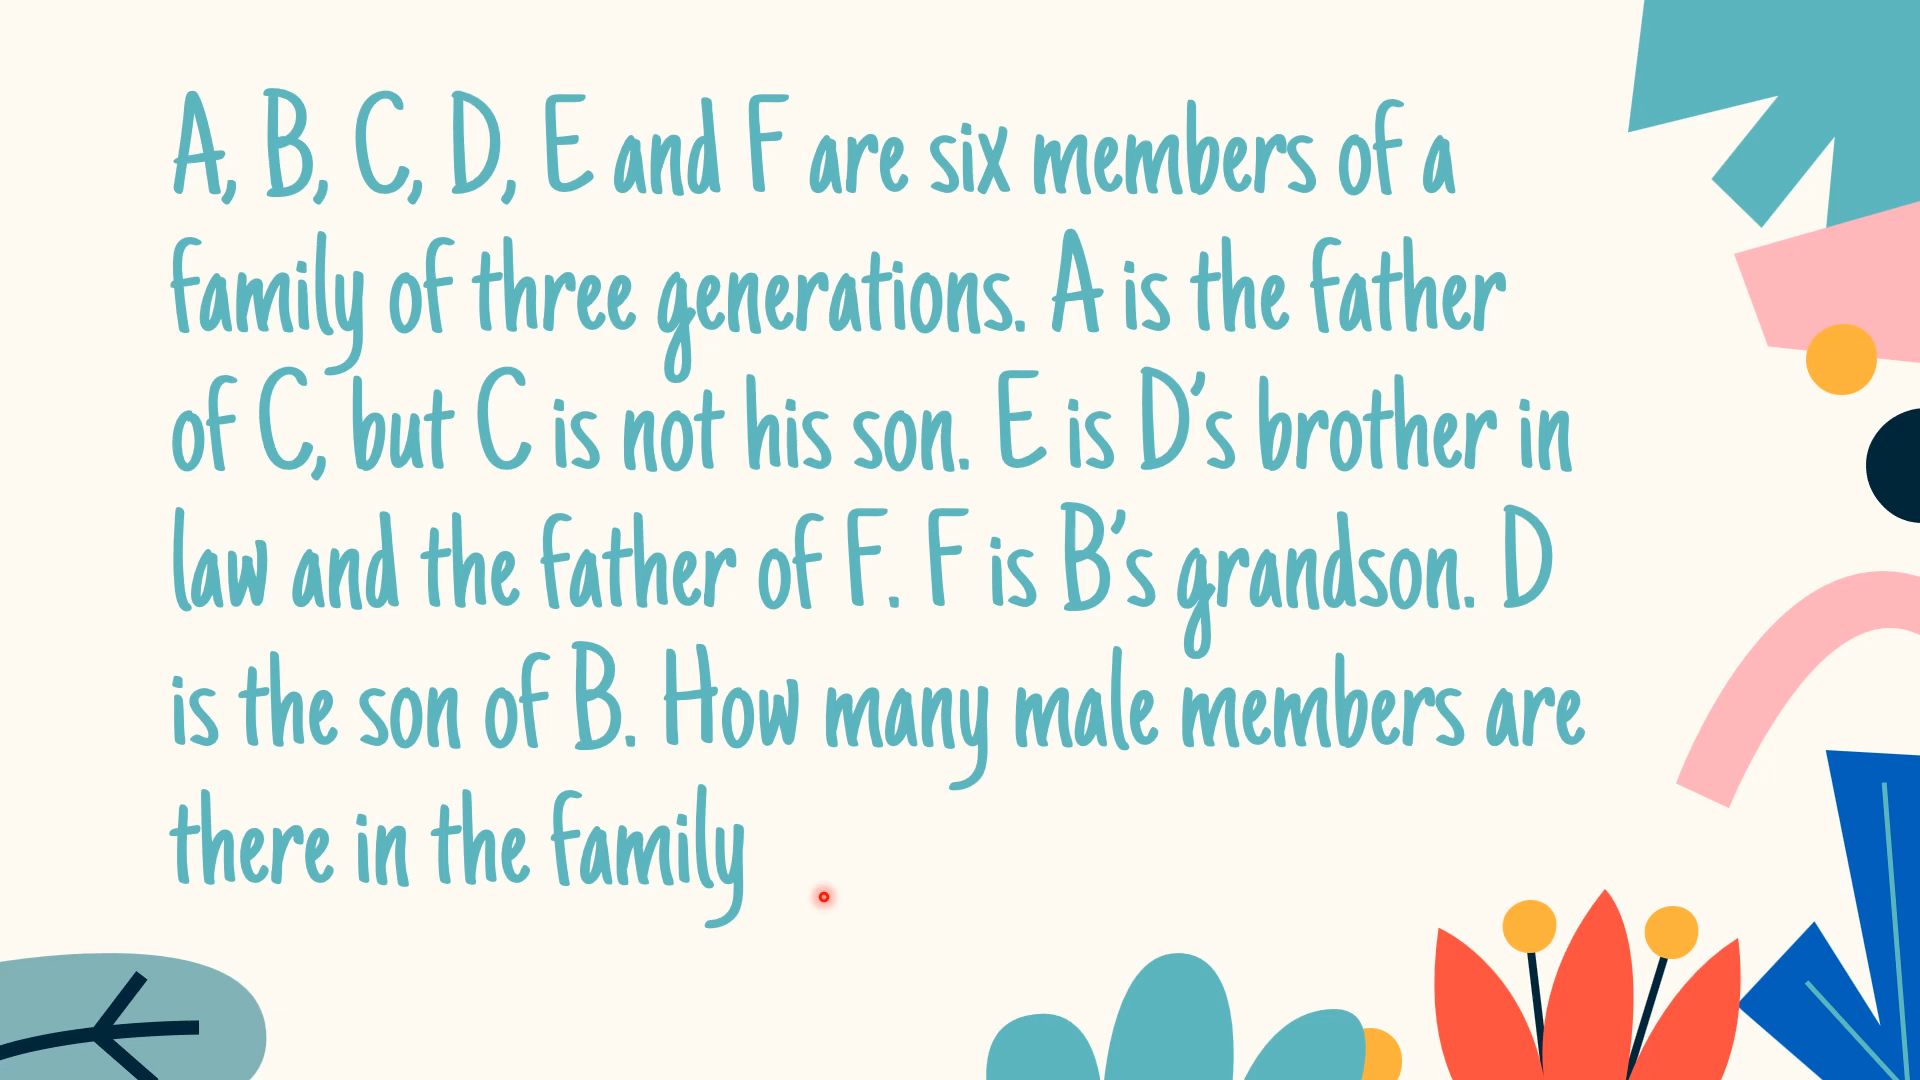 A, B, C, D, E and F are six members of a
family of three generations. A is the father
of C, but C is not his son. E is D's brother in
law and the father of F. F is B's grandson. D
is the son of B. How many male members are
there in the family